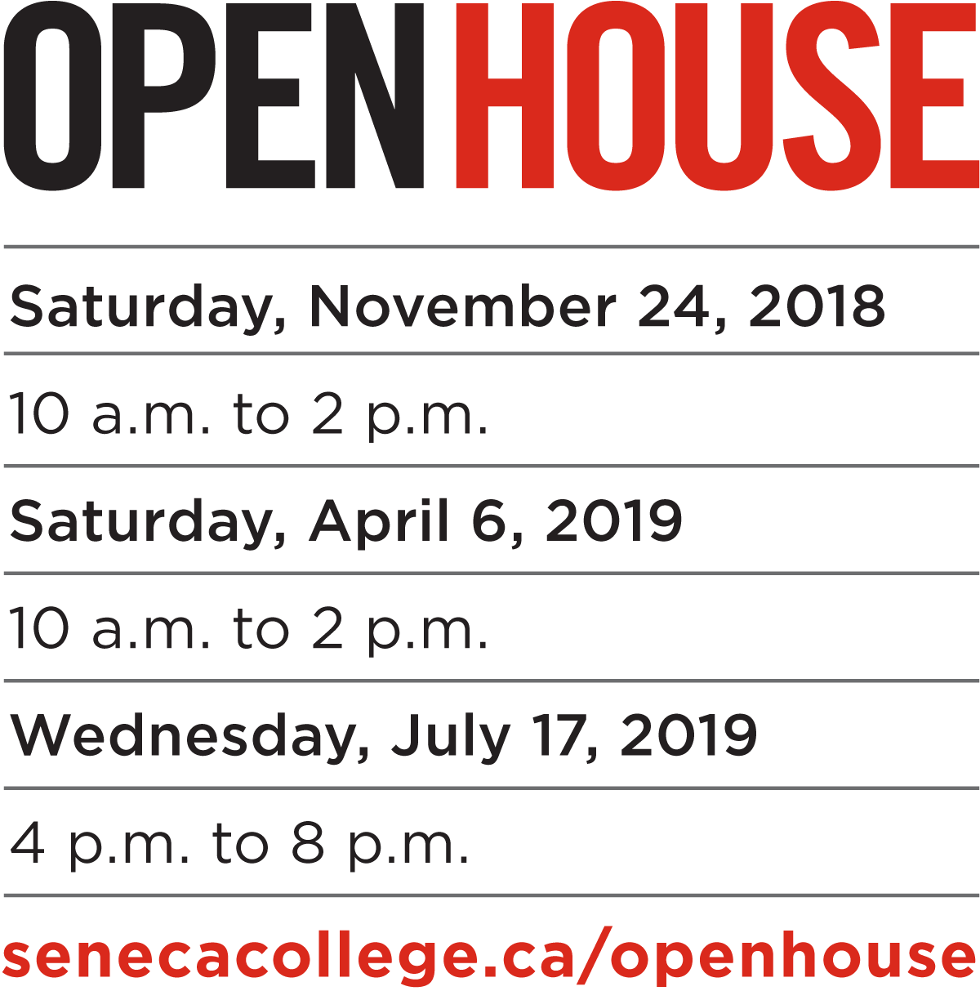 OPEN HOUSE
Saturday, November 24, 2018
10 a.m. to 2 p.m.
Saturday, April 6, 2019
10 a.m. to 2 p.m.
Wednesday, July 17, 2019
4 p.m. to 8 p.m.
senecacollege.ca/openhouse